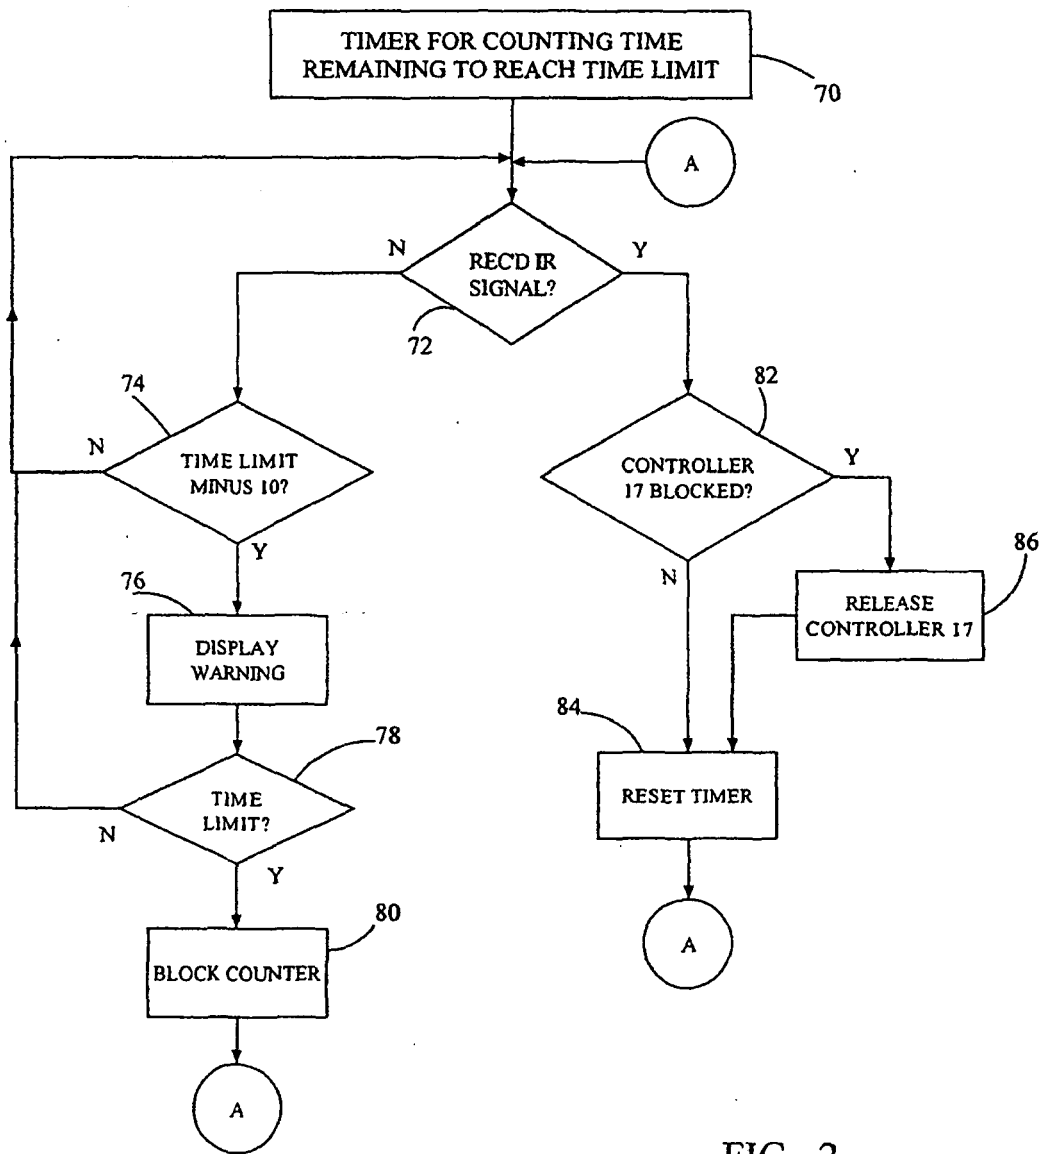 TIMER FOR COUNTING TIME
REMAINING TO REACH TIME LIMIT
70
A
N
Y
REC'D IR
SIGNAL?
72
74
82
N
TIME LIMIT
MINUS 10?
Y
CONTROLLER
17 BLOCKED?
Y
N
86
76
DISPLAY
WARNING
RELEASE
CONTROLLER 17
78
84
TIME
LIMIT?
N
Y
RESET TIMER
80
BLOCK COUNTER
A
A